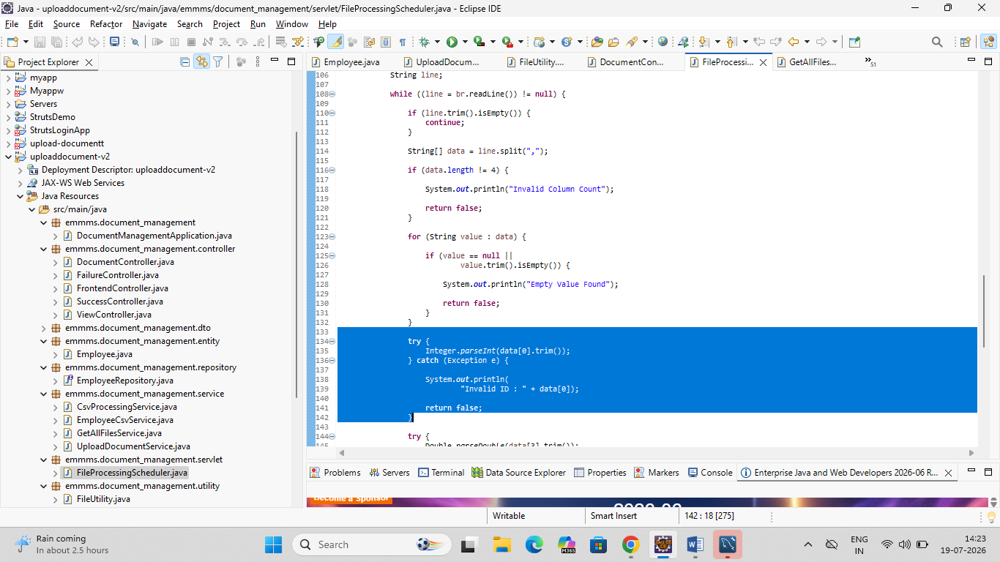 Java - uploaddocument-v2/src/main/java/emmms/document_management/servlet/FileProcessingScheduler.java - Eclipse IDE
File Edit Source Refactor Navigate Search Project Run Window Help
Project Explorer
myapp
Myappw
Servers
StrutsDemo
StrutsLoginApp
upload-documentt
uploaddocument-v2
Deployment Descriptor: uploaddocument-v2
JAX-WS Web Services
Java Resources
src/main/java
emmms.document_management
DocumentManagementApplication.java
emmms.document_management.controller
DocumentController.java
FailureController.java
FrontendController.java
SuccessController.java
ViewController.java
emmms.document_management.dto
emmms.document_management.entity
Employee.java
emmms.document_management.repository
EmployeeRepository.java
emmms.document_management.service
CsvProcessingService.java
EmployeeCsvService.java
GetAllFilesService.java
UploadDocumentService.java
emmms.document_management.servlet
FileProcessingScheduler.java
emmms.document_management.utility
FileUtility.java
Employee.java UploadDocum... FileUtility.... DocumentCon... FileProcessi... GetAllFiles... »51
106 String line;
107
108 while ((line = br.readLine()) != null) {
109
110 if (line.trim().isEmpty()) {
111 continue;
112 }
113
114 String[] data = line.split(",");
115
116 if (data.length != 4) {
117
118 System.out.println("Invalid Column Count");
119
120 return false;
121 }
122
123 for (String value : data) {
124
125 if (value == null ||
126 value.trim().isEmpty()) {
127
128 System.out.println("Empty Value Found");
129
130 return false;
131 }
132 }
133
134 try {
135 Integer.parseInt(data[0].trim());
136 } catch (Exception e) {
137
138 System.out.println(
139 "Invalid ID : " + data[0]);
140
141 return false;
142 }
143
144 try {
145 Double.parseDouble(data[3].trim());
Problems Servers Terminal Data Source Explorer Properties Markers Console Enterprise Java and Web Developers 2026-06 R...
Become a Sponsor
Writable Smart Insert 142 : 18 [275]
Rain coming
In about 2.5 hours
Search
M365
ENG
IN
14:23
19-07-2026